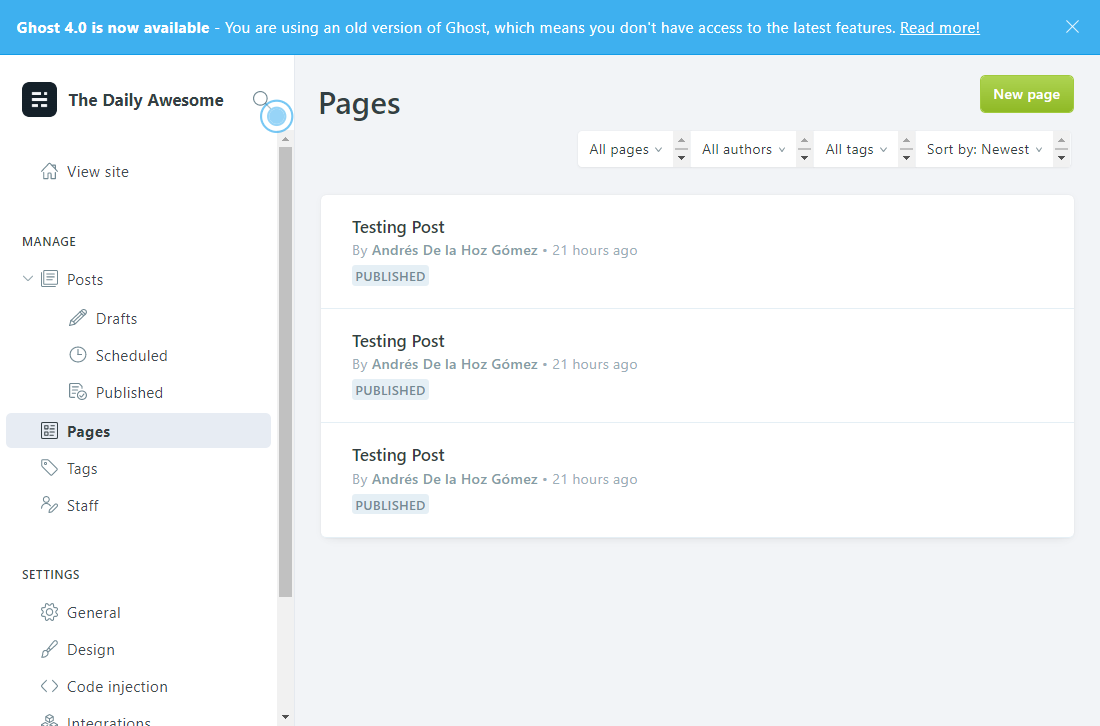 Ghost 4.0 is now available - You are using an old version of Ghost, which means you don't have access to the latest features. Read more!
The Daily Awesome
View site
MANAGE
Posts
Drafts
Scheduled
Published
Pages
Tags
Staff
SETTINGS
General
Design
Code injection
Integrations
Pages
New page
All pages
All authors
All tags
Sort by: Newest
Testing Post
By Andrés De la Hoz Gómez • 21 hours ago
PUBLISHED
Testing Post
By Andrés De la Hoz Gómez • 21 hours ago
PUBLISHED
Testing Post
By Andrés De la Hoz Gómez • 21 hours ago
PUBLISHED